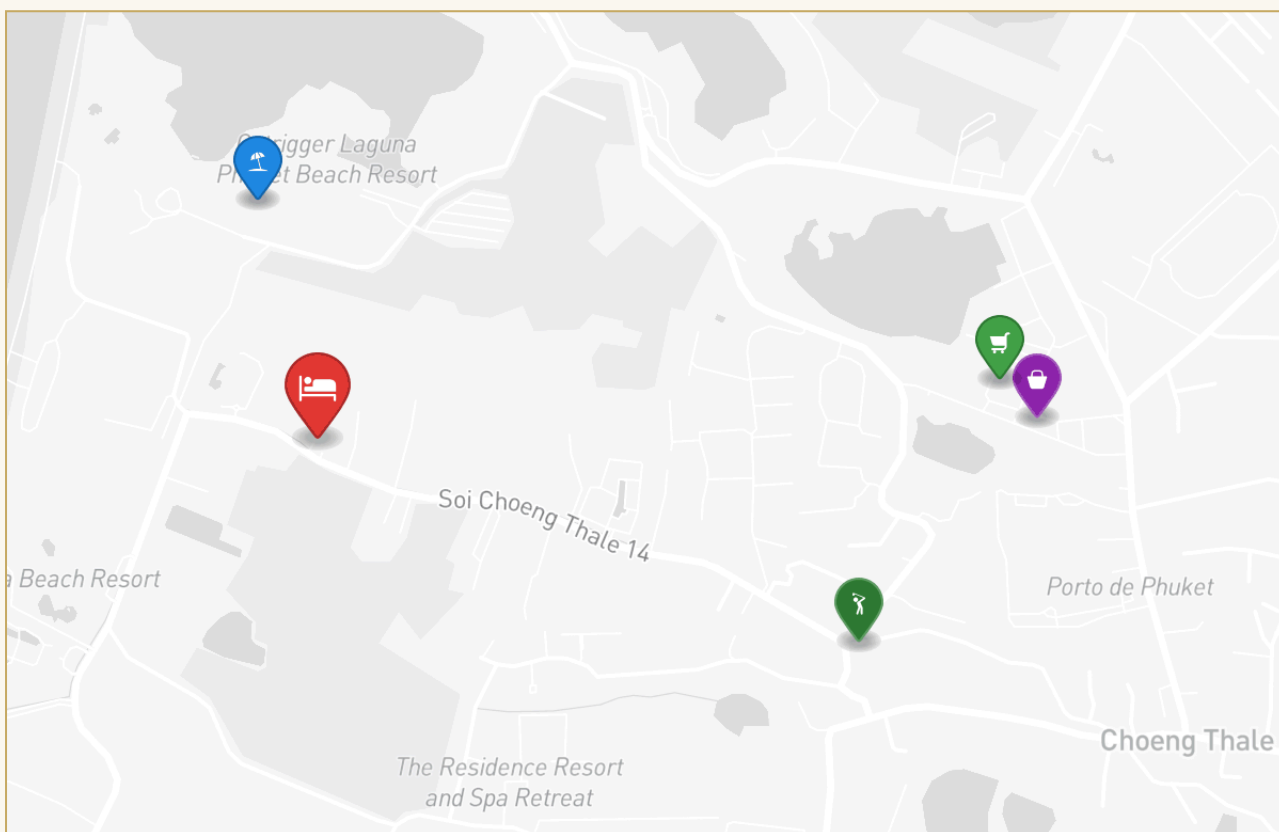 Laguna
Beach Resort
Soi Choeng Thale 14
Beach Resort
Porto de Phuket
Choeng Thale
The Residence Resort
and Spa Retreat